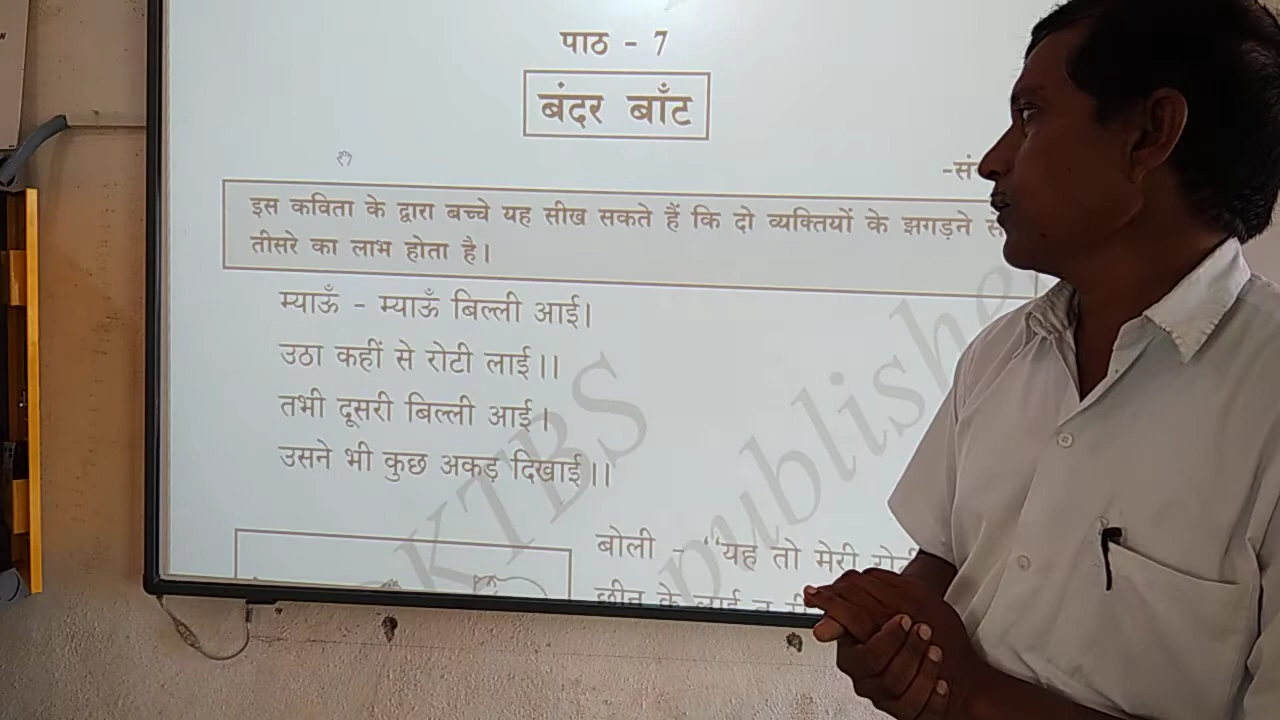 पाठ - 7
बंदर बाँट
इस कविता के द्वारा बच्चे यह सीख सकते हैं कि दो व्यक्तियों के झगड़ने से
तीसरे का लाभ होता है।
म्याऊँ - म्याऊँ बिल्ली आई।
उठा कहीं से रोटी लाई।।
तभी दूसरी बिल्ली आई।
उसने भी कुछ अकड़ दिखाई।।
बोली - "यह तो मेरी
छीन के लाई
KTBS